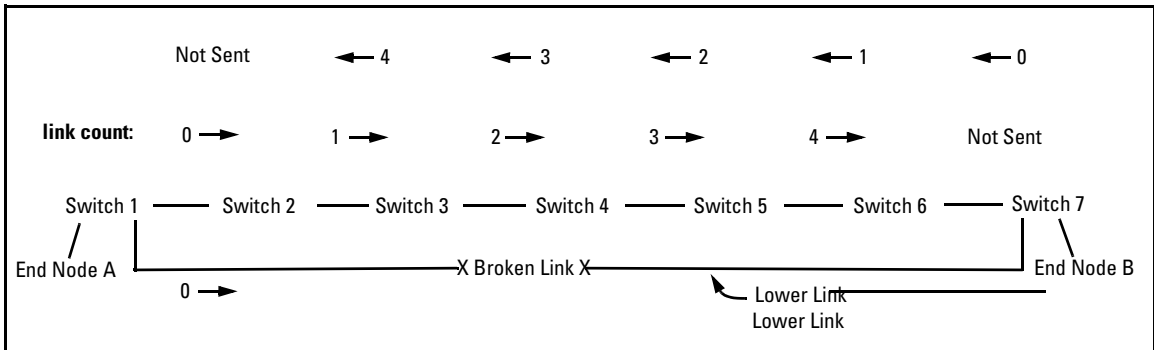 Not Sent 4 3 2 1 0
link count: 0 1 2 3 4 Not Sent
Switch 1 Switch 2 Switch 3 Switch 4 Switch 5 Switch 6 Switch 7
End Node A X Broken Link X End Node B
0 Lower Link
Lower Link